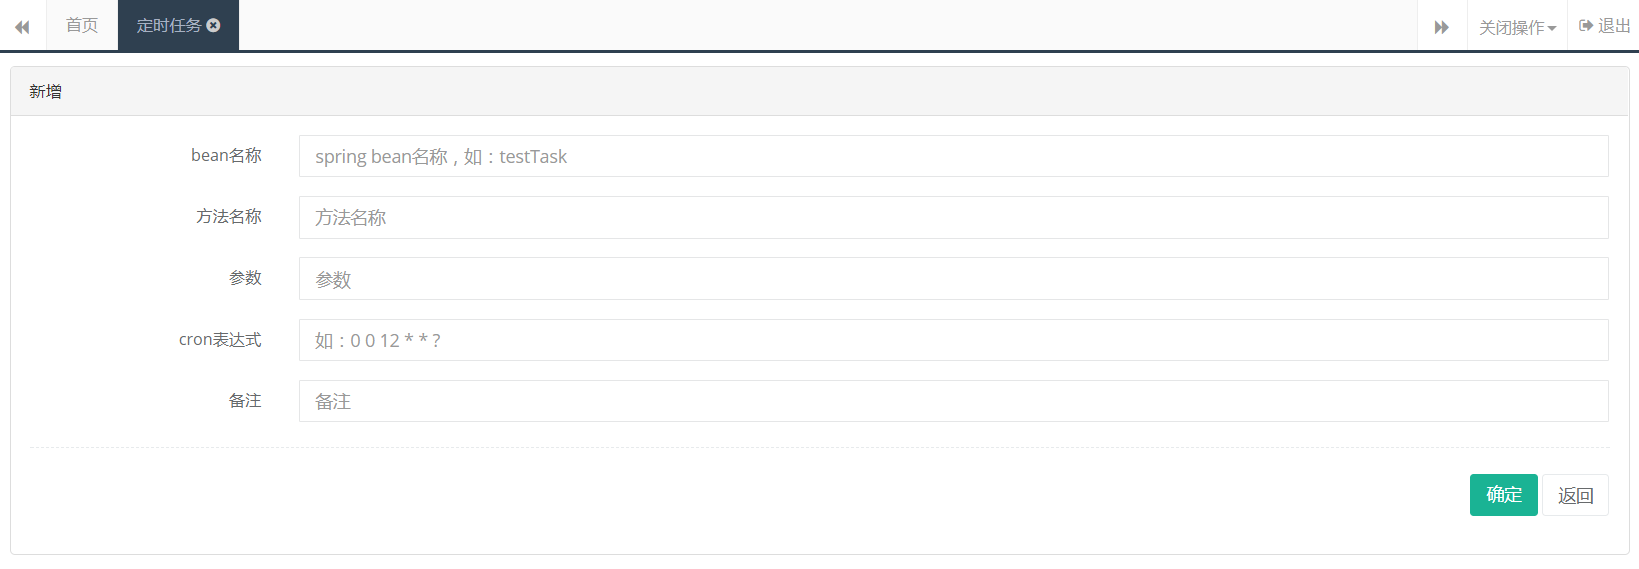 首页 定时任务 关闭操作 退出
新增
bean名称 spring bean名称，如：testTask
方法名称 方法名称
参数 参数
cron表达式 如：0 0 12 * * ?
备注 备注
确定 返回